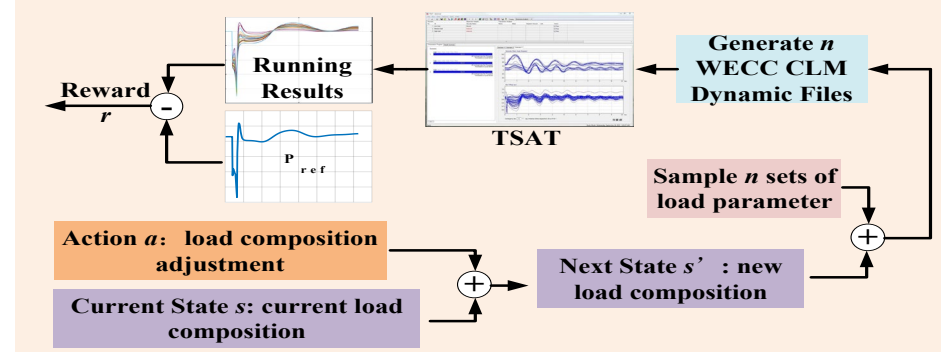 Reward
r
-
Running
Results
P ref
TSAT
Generate n
WECC CLM
Dynamic Files
Sample n sets of
load parameter
+
Action a: load composition
adjustment
+
Current State s: current load
composition
Next State s’ : new
load composition